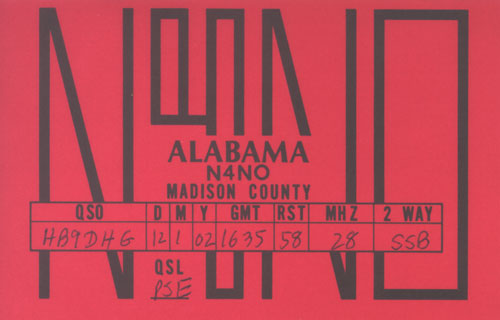 N4NO
ALABAMA
N4NO
MADISON COUNTY
QSO D M Y GMT RST MHZ 2 WAY
HB9DHG 12 1 02 1635 58 28 SSB
QSL
PSE